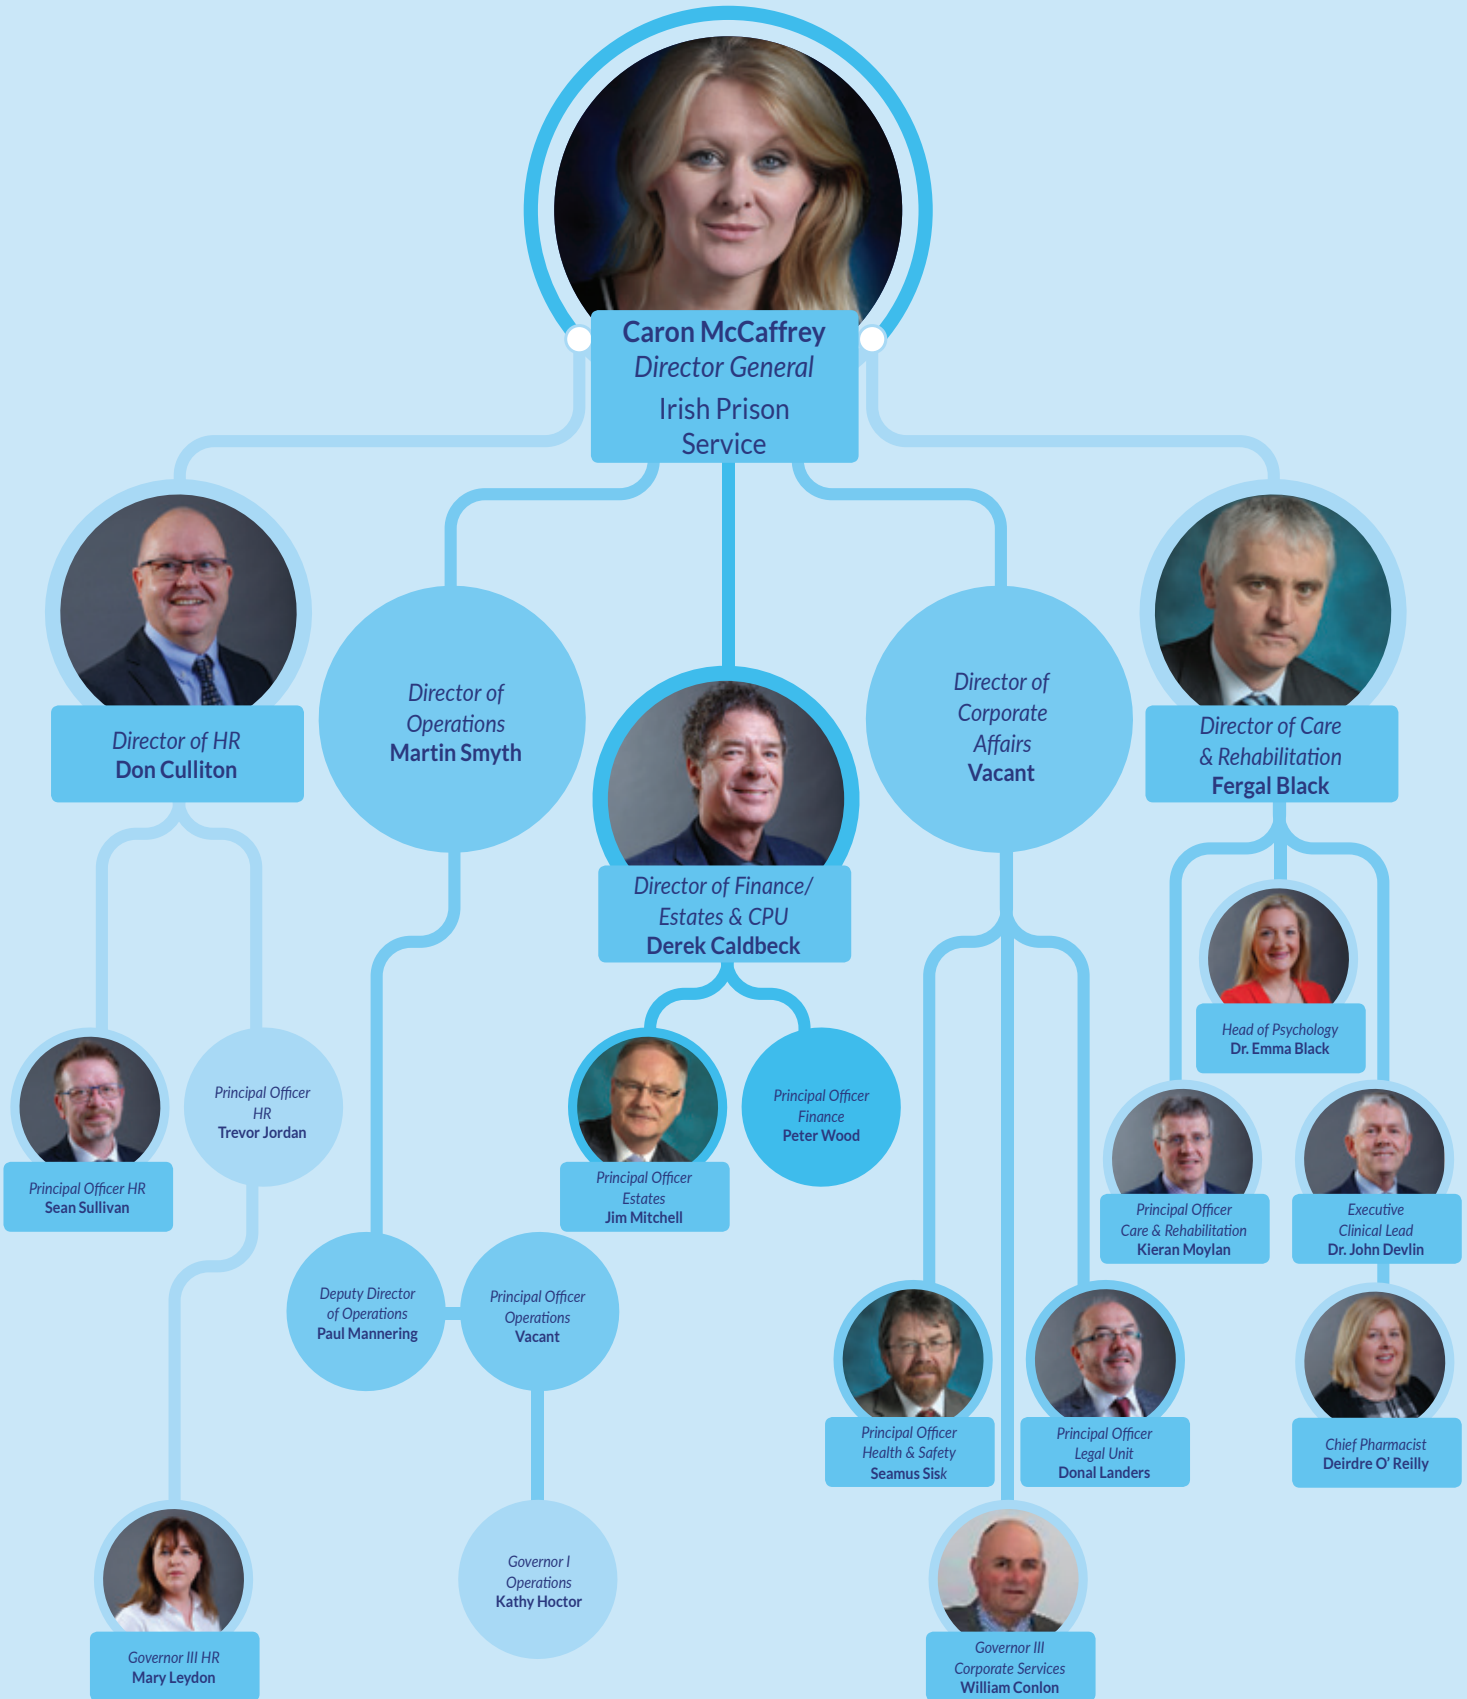 Caron McCaffrey
Director General
Irish Prison
Service
Director of HR
Don Culliton
Director of
Operations
Martin Smyth
Director of Finance/
Estates & CPU
Derek Caldbeck
Director of
Corporate
Affairs
Vacant
Director of Care
& Rehabilitation
Fergal Black
Head of Psychology
Dr. Emma Black
Principal Officer HR
Sean Sullivan
Principal Officer
HR
Trevor Jordan
Principal Officer
Estates
Jim Mitchell
Principal Officer
Finance
Peter Wood
Principal Officer
Care & Rehabilitation
Kieran Moylan
Executive
Clinical Lead
Dr. John Devlin
Deputy Director
of Operations
Paul Mannering
Principal Officer
Operations
Vacant
Principal Officer
Health & Safety
Seamus Sisk
Principal Officer
Legal Unit
Donal Landers
Chief Pharmacist
Deirdre O' Reilly
Governor III HR
Mary Leydon
Governor I
Operations
Kathy Hoctor
Governor III
Corporate Services
William Conlon